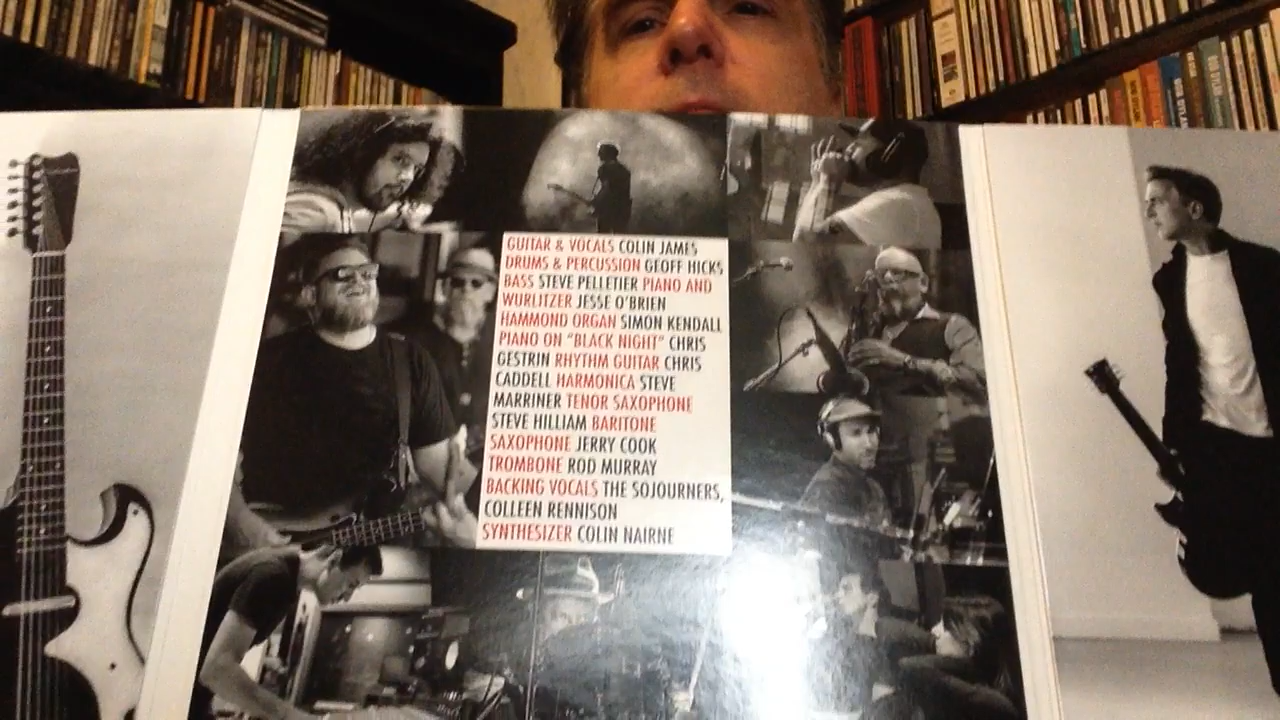 GUITAR & VOCALS COLIN JAMES
DRUMS & PERCUSSION GEOFF HICKS
BASS STEVE PELLETIER PIANO AND
WURLITZER JESSE O'BRIEN
HAMMOND ORGAN SIMON KENDALL
PIANO ON "BLACK NIGHT" CHRIS
GESTRIN RHYTHM GUITAR CHRIS
CADDELL HARMONICA STEVE
MARRINER TENOR SAXOPHONE
STEVE HILLIAM BARITONE
SAXOPHONE JERRY COOK
TROMBONE ROD MURRAY
BACKING VOCALS THE SOJOURNERS,
COLLEEN RENNISON
SYNTHESIZER COLIN NAIRNE
BOB DYLAN